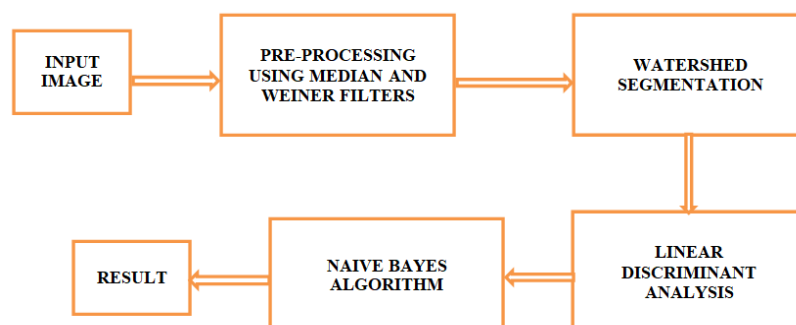 INPUT
IMAGE
PRE-PROCESSING
USING MEDIAN AND
WEINER FILTERS
WATERSHED
SEGMENTATION
LINEAR
DISCRIMINANT
ANALYSIS
NAIVE BAYES
ALGORITHM
RESULT